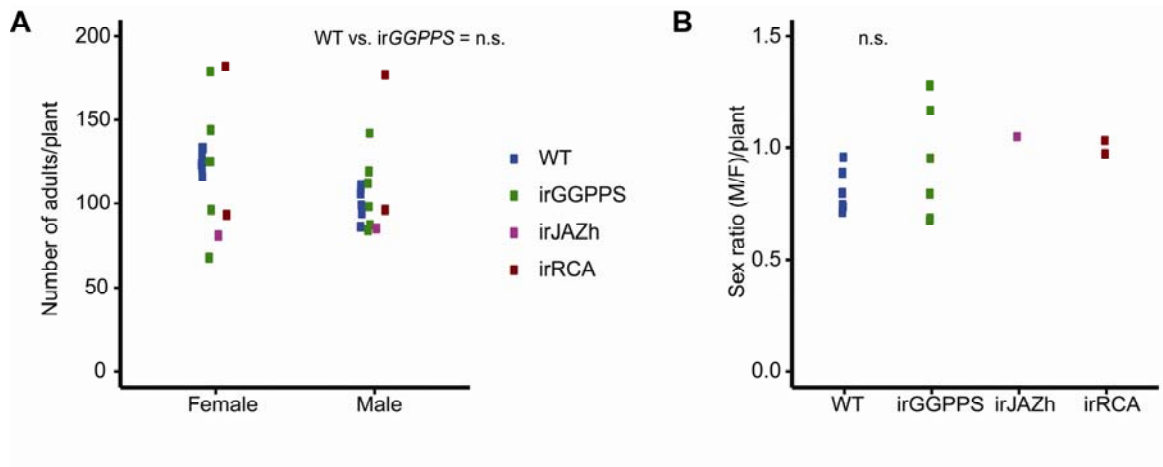 A
WT vs. irGGPPS = n.s.
Number of adults/plant
200
150
100
50
0
Female
Male
WT
irGGPPS
irJAZh
irRCA
B
n.s.
Sex ratio (M/F)/plant
1.5
1.0
0.5
0.0
WT
irGGPPS
irJAZh
irRCA